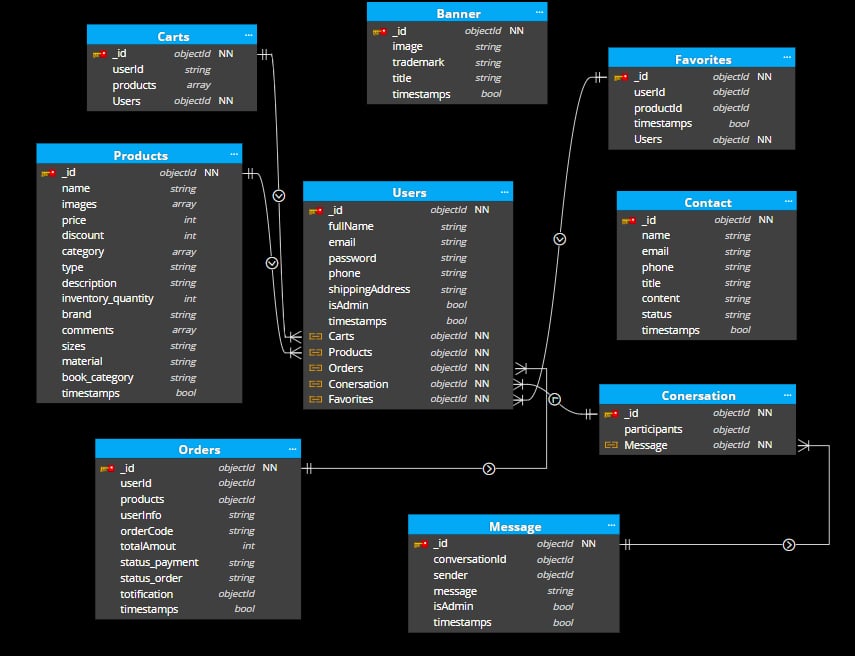 Carts ...
_id objectId NN
userId string
products array
Users objectId NN
Banner ...
_id objectId NN
image string
trademark string
title string
timestamps bool
Favorites ...
_id objectId NN
userId objectId
productId objectId
timestamps bool
Users objectId NN
Products ...
_id objectId NN
name string
images array
price int
discount int
category array
type string
description string
inventory_quantity int
brand string
comments array
sizes string
material string
book_category string
timestamps bool
Users ...
_id objectId NN
fullName string
email string
password string
phone string
shippingAddress string
isAdmin bool
timestamps bool
Carts objectId NN
Products objectId NN
Orders objectId NN
Conersation objectId NN
Favorites objectId NN
Contact ...
_id objectId NN
name string
email string
phone string
title string
content string
status string
timestamps bool
Conersation ...
_id objectId NN
participants objectId
Message objectId NN
Orders ...
_id objectId NN
userId objectId
products objectId
userInfo string
orderCode string
totalAmout int
status_payment string
status_order string
totification objectId
timestamps bool
Message ...
_id objectId NN
conversationId objectId
sender objectId
message string
isAdmin bool
timestamps bool